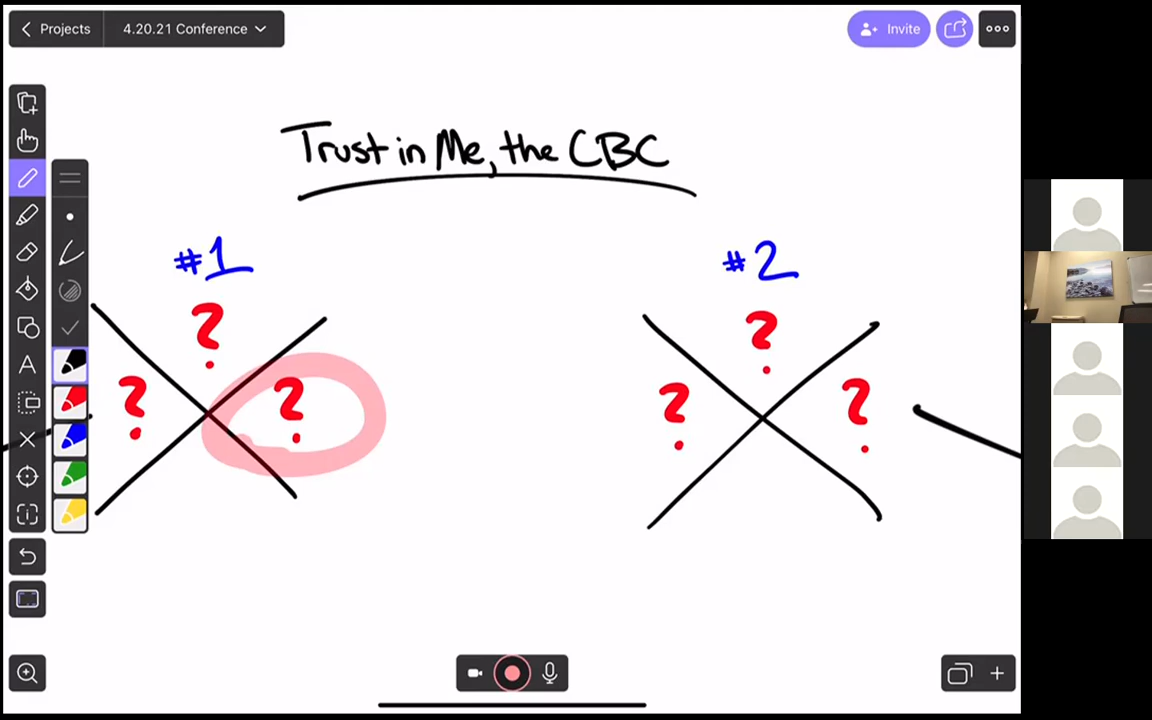 Projects
4.20.21 Conference
Invite
Trust in Me, the CBC
#1
#2
?
?
?
?
?
?
A